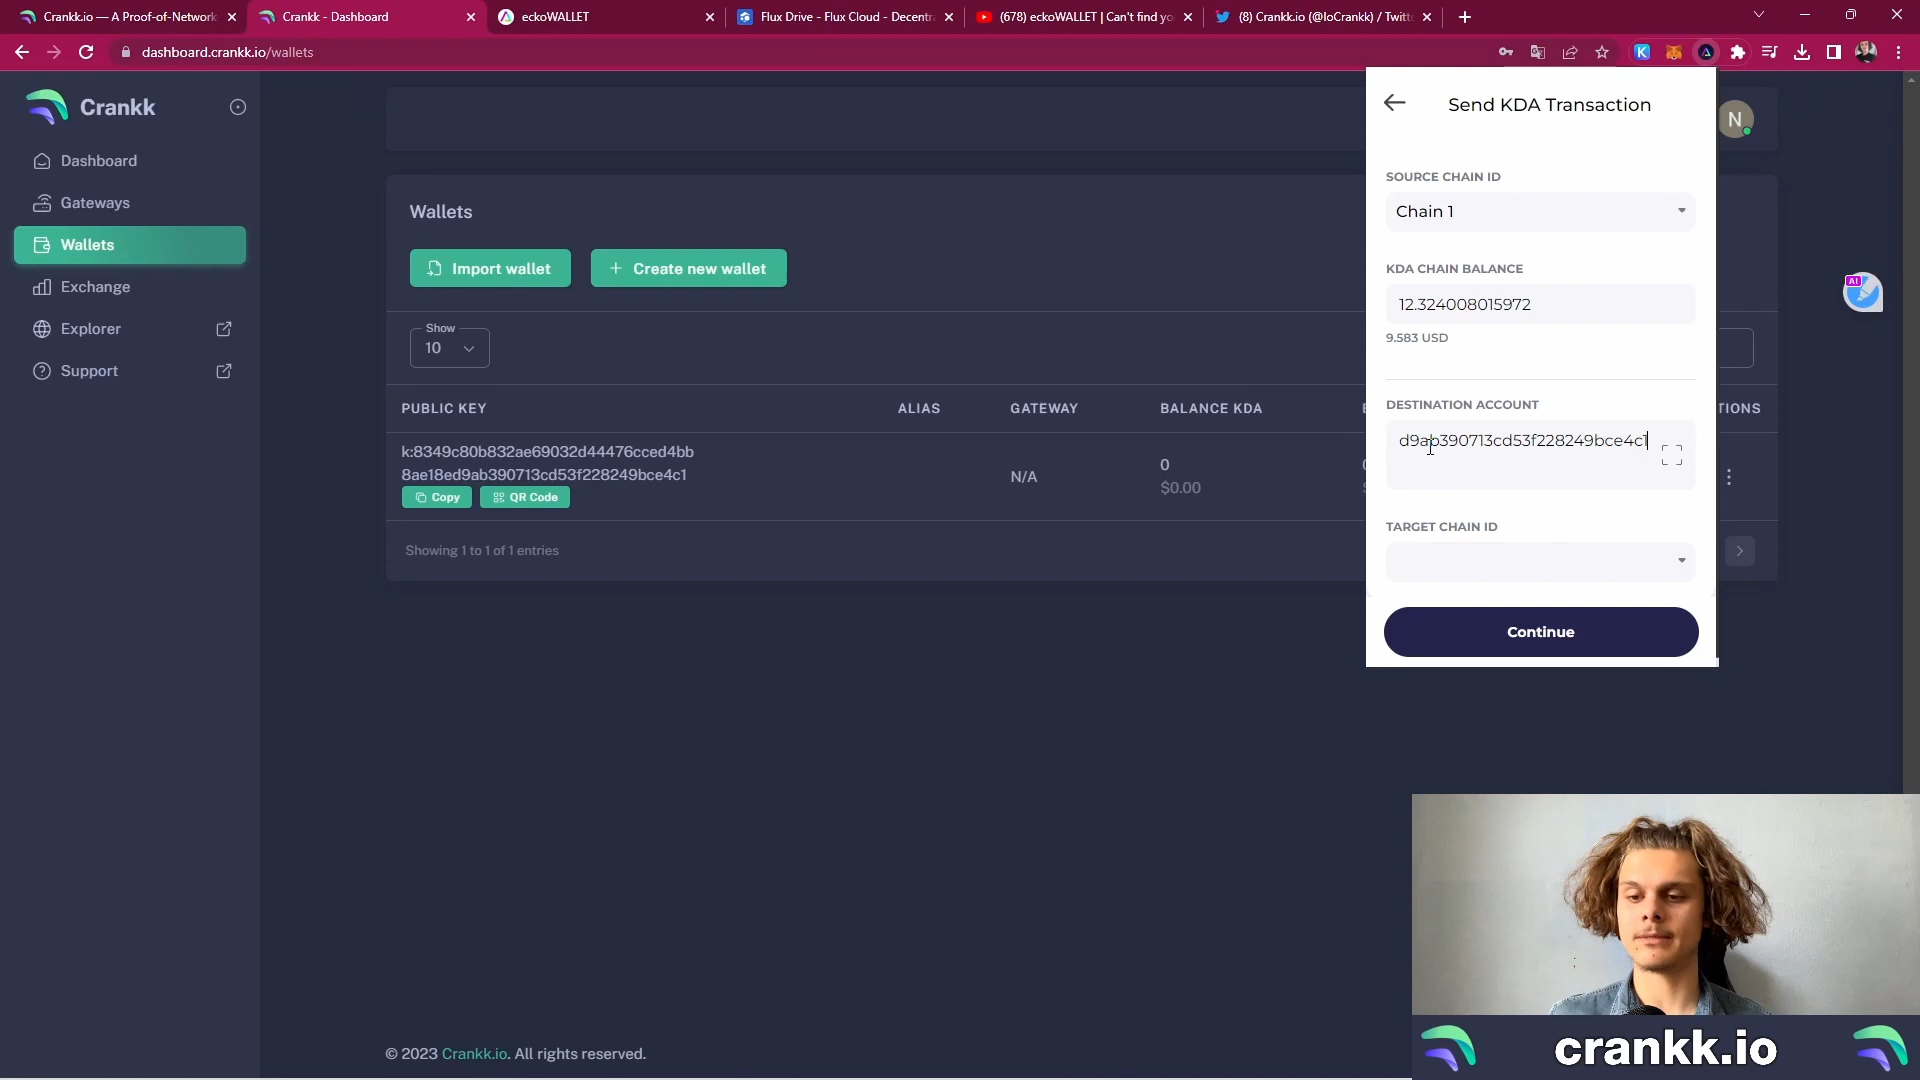 Crankk.io — A Proof-of-Network
Crankk - Dashboard
eckoWALLET
Flux Drive - Flux Cloud - Decentr
(678) eckoWALLET | Can't find yo
(8) Crankk.io (@IoCrankk) / Twitt
dashboard.crankk.io/wallets
Crankk
Dashboard
Gateways
Wallets
Exchange
Explorer
Support
Wallets
Import wallet
Create new wallet
Show
10
PUBLIC KEY
ALIAS
GATEWAY
BALANCE KDA
TIONS
k:8349c80b832ae69032d44476cced4bb
8ae18ed9ab390713cd53f228249bce4c1
Copy
QR Code
N/A
0
$0.00
Showing 1 to 1 of 1 entries
Send KDA Transaction
N
SOURCE CHAIN ID
Chain 1
KDA CHAIN BALANCE
12.324008015972
9.583 USD
DESTINATION ACCOUNT
d9ab390713cd53f228249bce4c1
TARGET CHAIN ID
Continue
AI
© 2023 Crankk.io. All rights reserved.
crankk.io